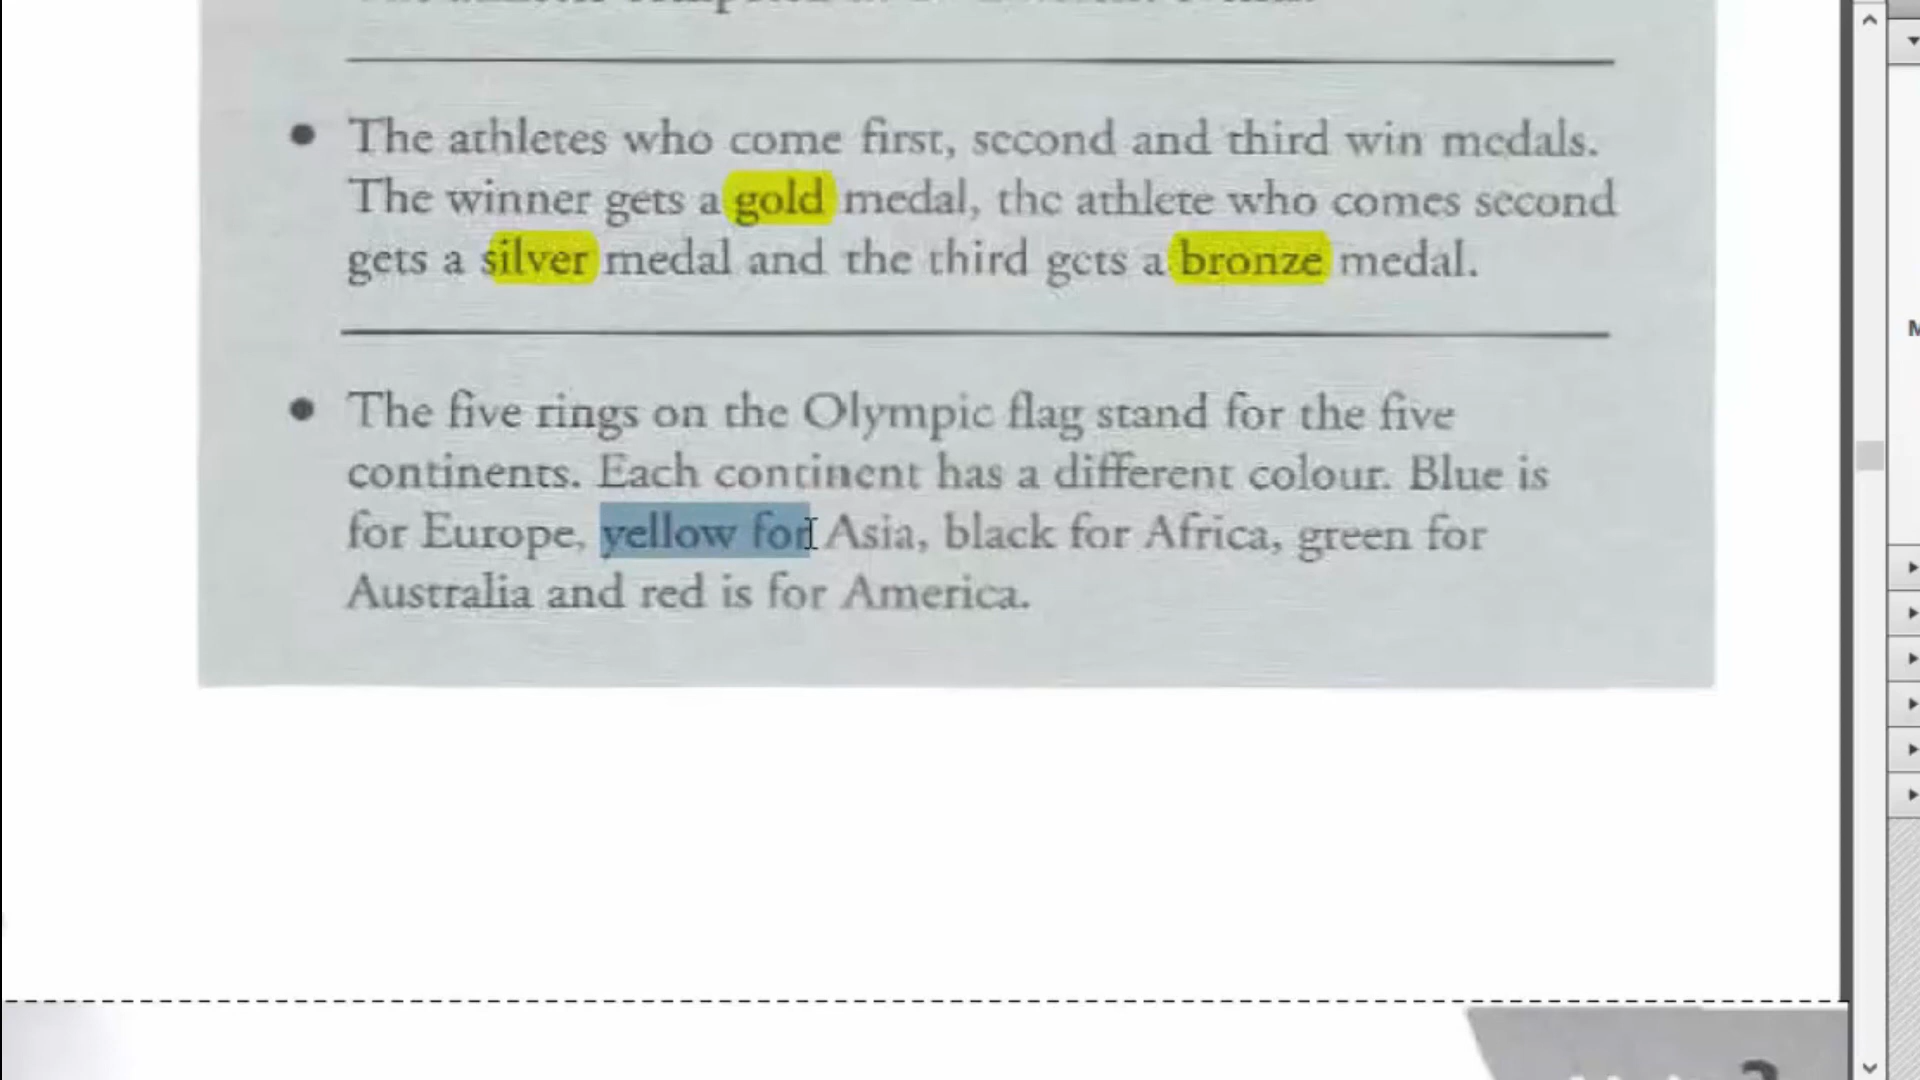 The athletes who come first, second and third win medals.
The winner gets a gold medal, the athlete who comes second
gets a silver medal and the third gets a bronze medal.
The five rings on the Olympic flag stand for the five
continents. Each continent has a different colour. Blue is
for Europe, yellow for Asia, black for Africa, green for
Australia and red is for America.